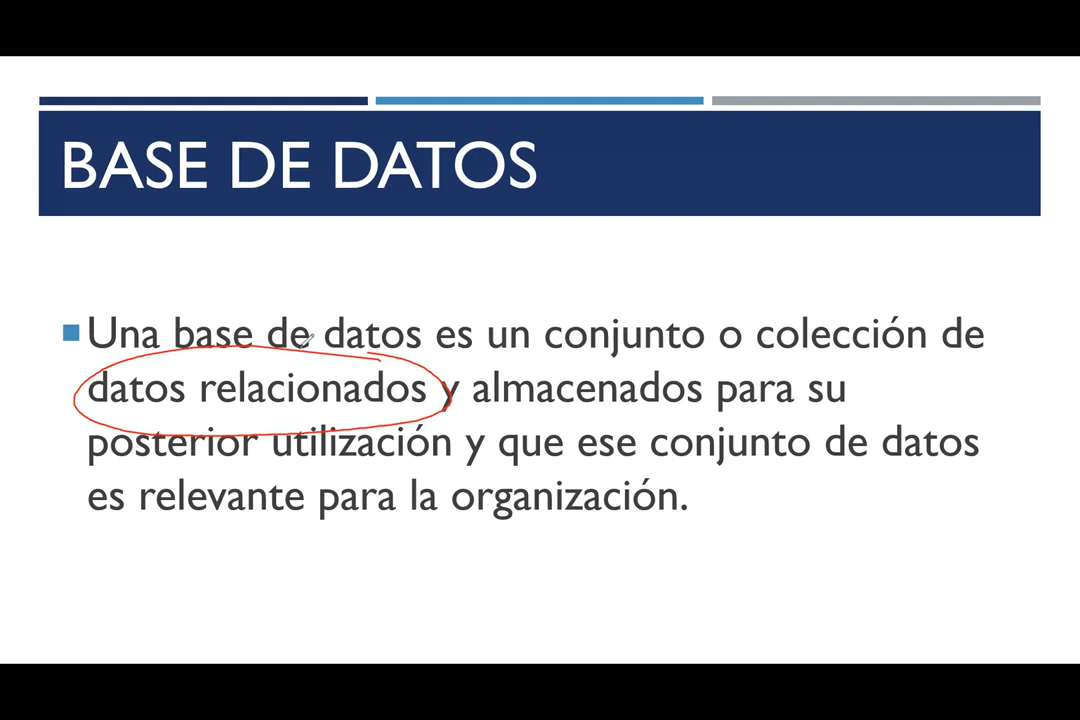 BASE DE DATOS
Una base de datos es un conjunto o colección de
datos relacionados y almacenados para su
posterior utilización y que ese conjunto de datos
es relevante para la organización.